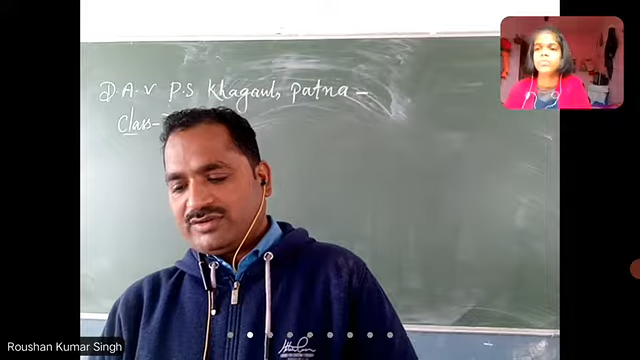 D.A.V P.S Khagaul, Patna -
Class-
Roushan Kumar Singh